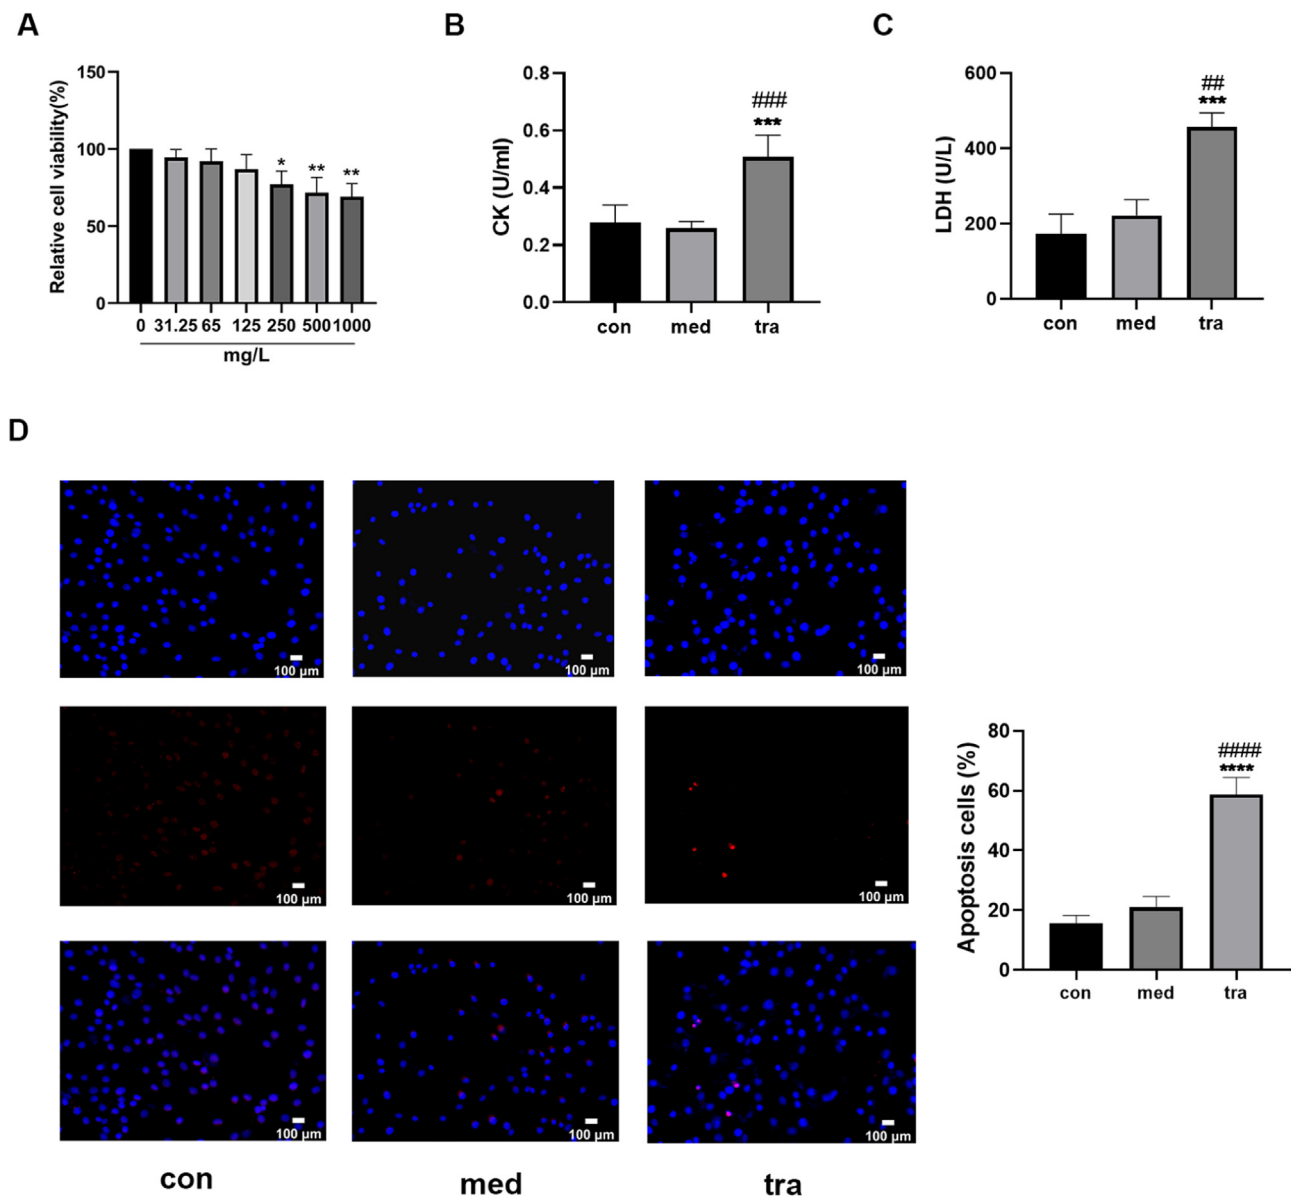 A
B
C
Relative cell viability(%)
150
100
50
0
*
**
**
0 31.25 65 125 250 500 1000
mg/L
CK (U/ml)
0.8
0.6
0.4
0.2
0.0
###
***
con med tra
LDH (U/L)
600
400
200
0
##
***
con med tra
D
100 μm
100 μm
100 μm
100 μm
100 μm
100 μm
100 μm
100 μm
100 μm
con med tra
Apoptosis cells (%)
80
60
40
20
0
####
****
con med tra